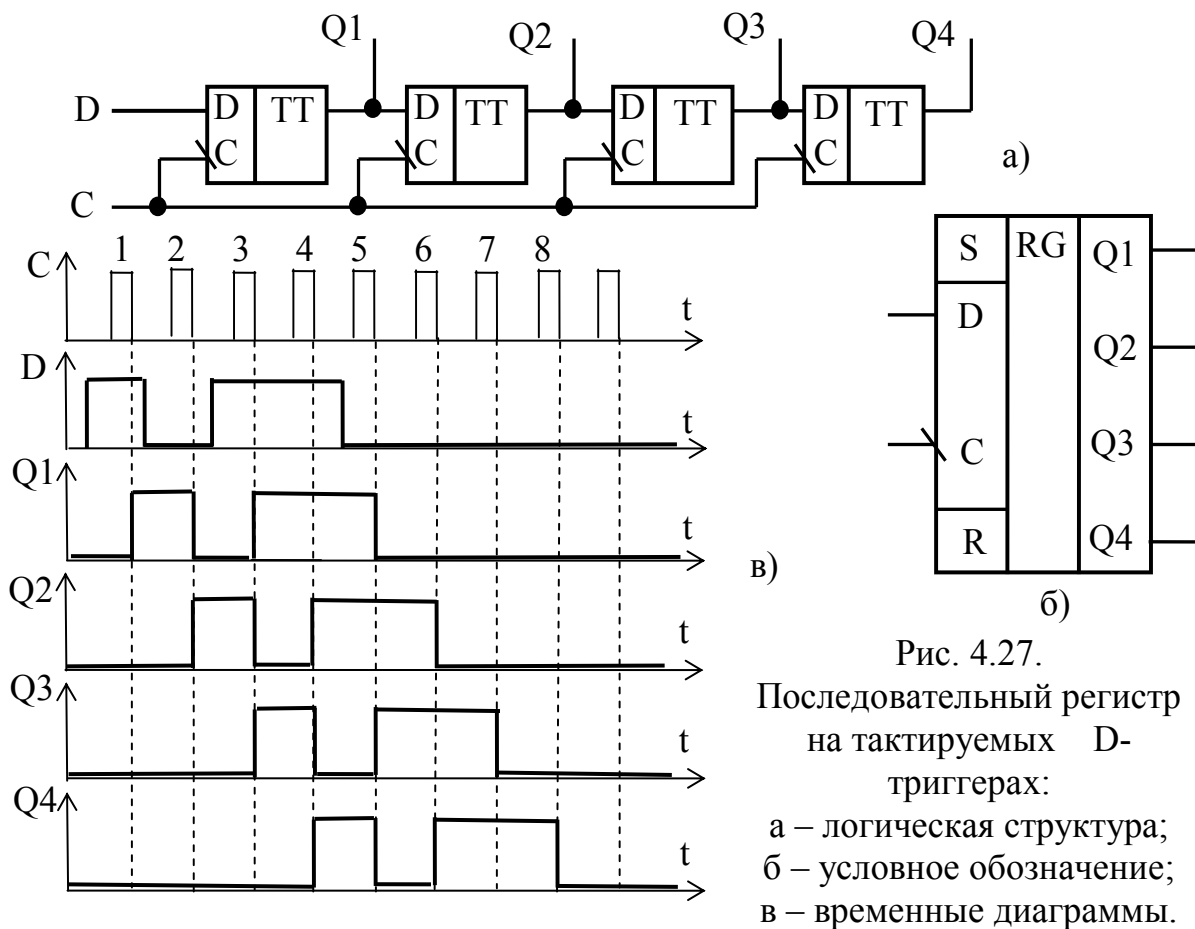 Q1 Q2 Q3 Q4
D D TT D TT D TT D TT
C C C C
C
а)
C 1 2 3 4 5 6 7 8
t
D
t
Q1
t
Q2
t
Q3
t
Q4
t
в)
S RG Q1
D
Q2
C Q3
R Q4
б)
Рис. 4.27.
Последовательный регистр
на тактируемых D-
триггерах:
а – логическая структура;
б – условное обозначение;
в – временные диаграммы.